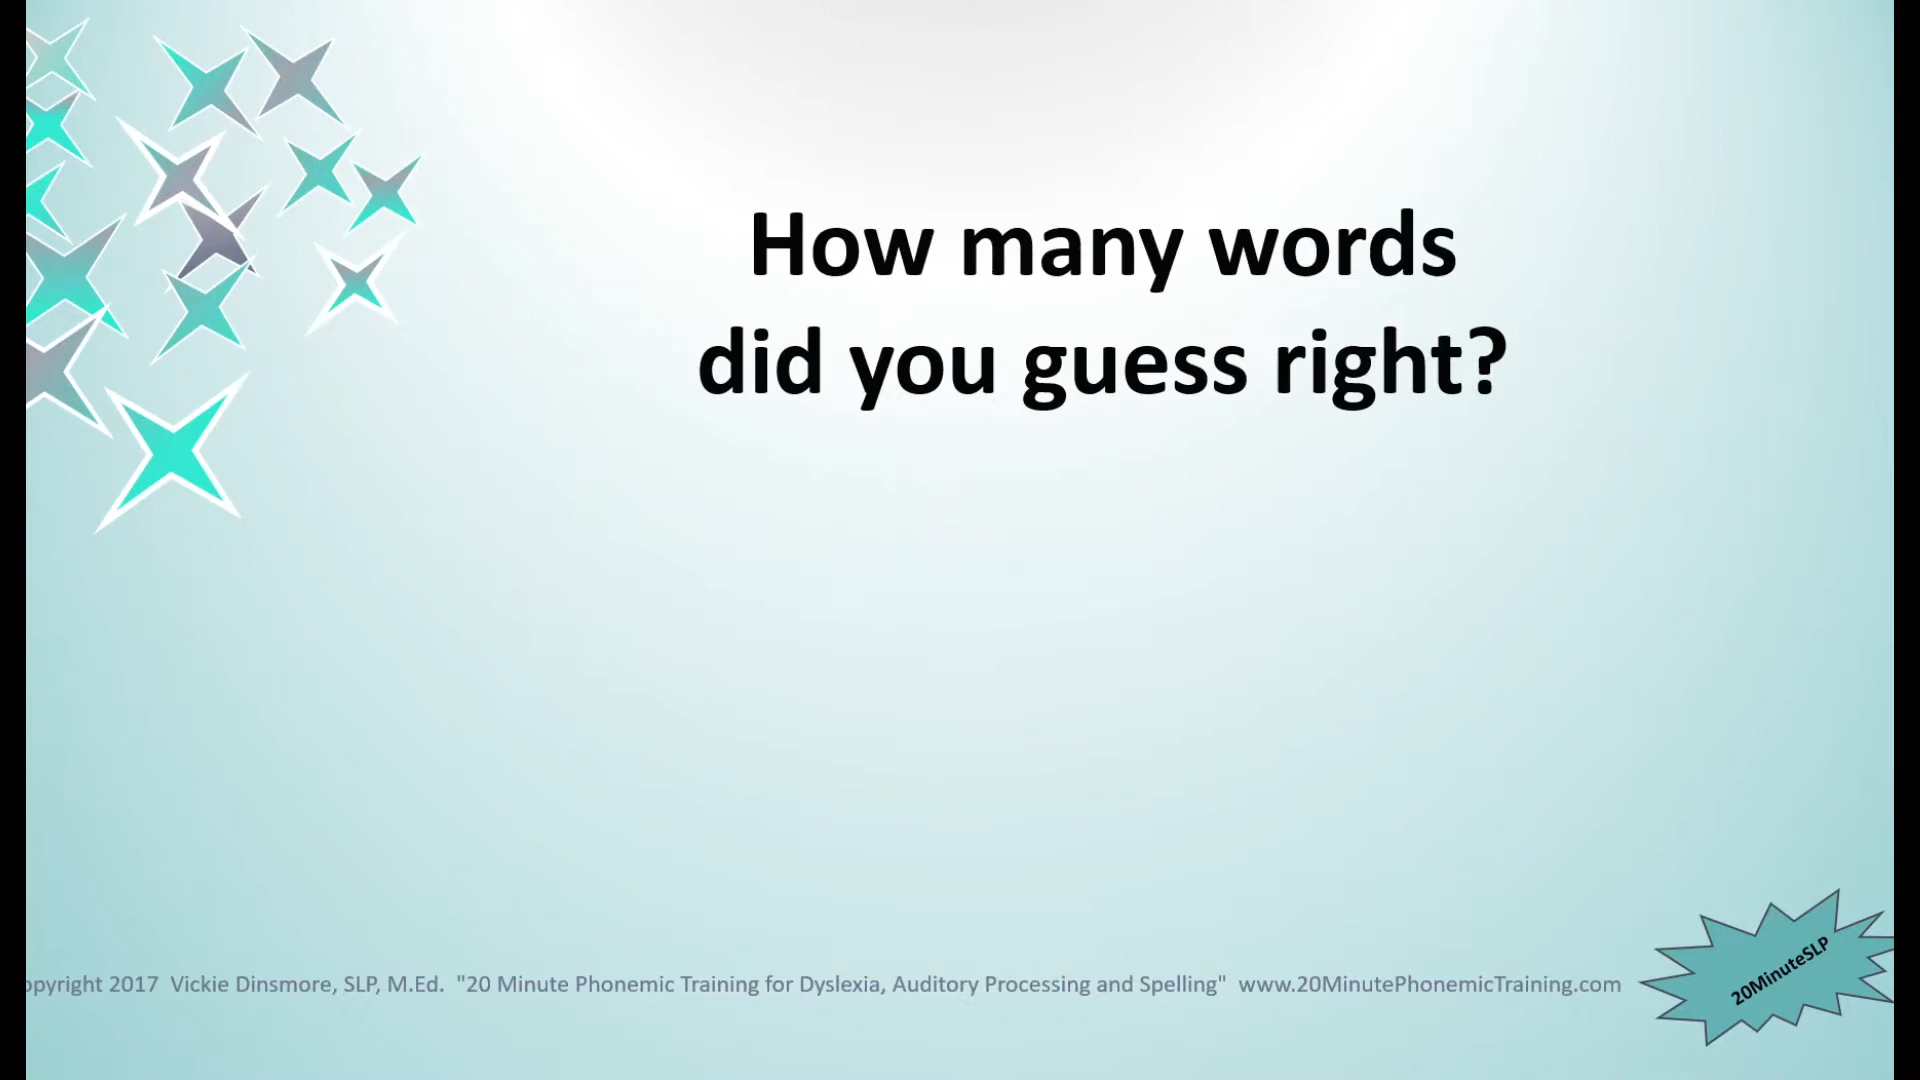 How many words
did you guess right?
opyright 2017 Vickie Dinsmore, SLP, M.Ed. "20 Minute Phonemic Training for Dyslexia, Auditory Processing and Spelling" www.20MinutePhonemicTraining.com
20MinuteSLP